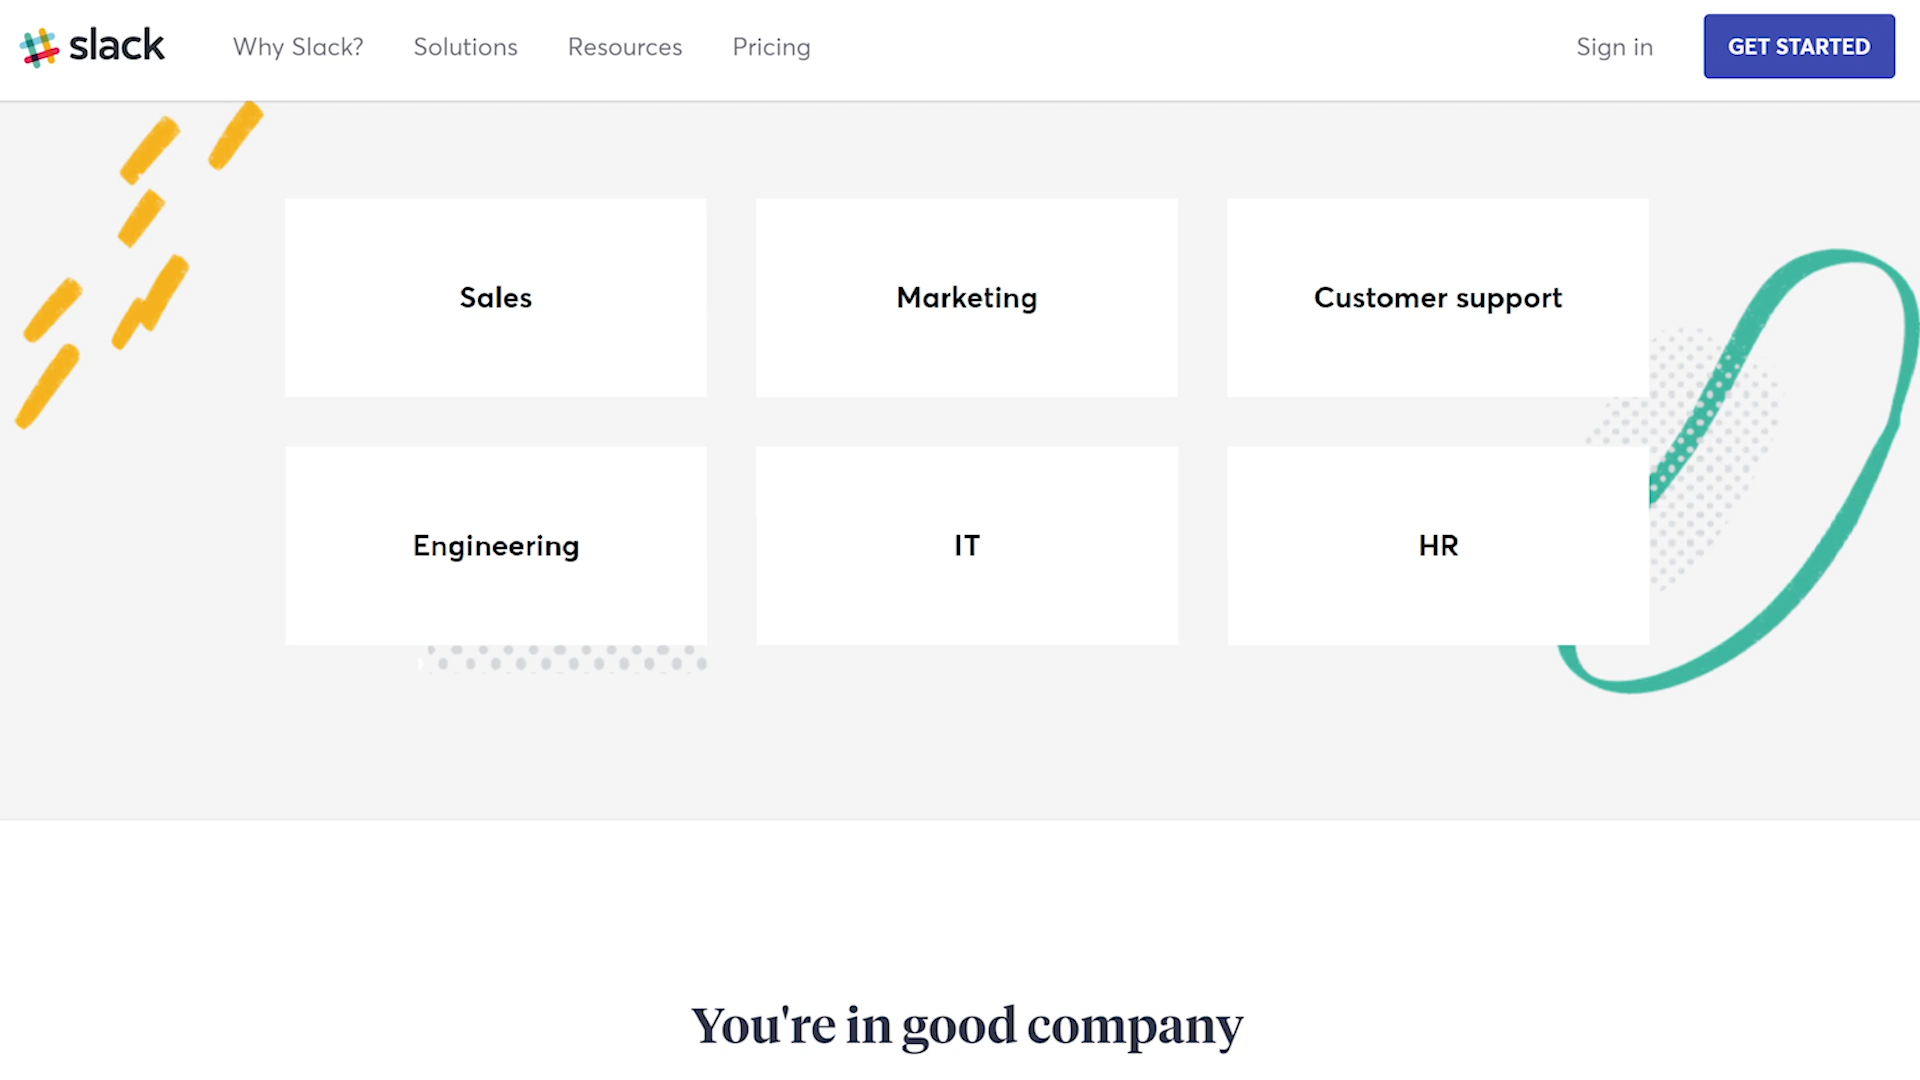 slack Why Slack? Solutions Resources Pricing Sign in GET STARTED
Sales Marketing Customer support
Engineering IT HR
You're in good company